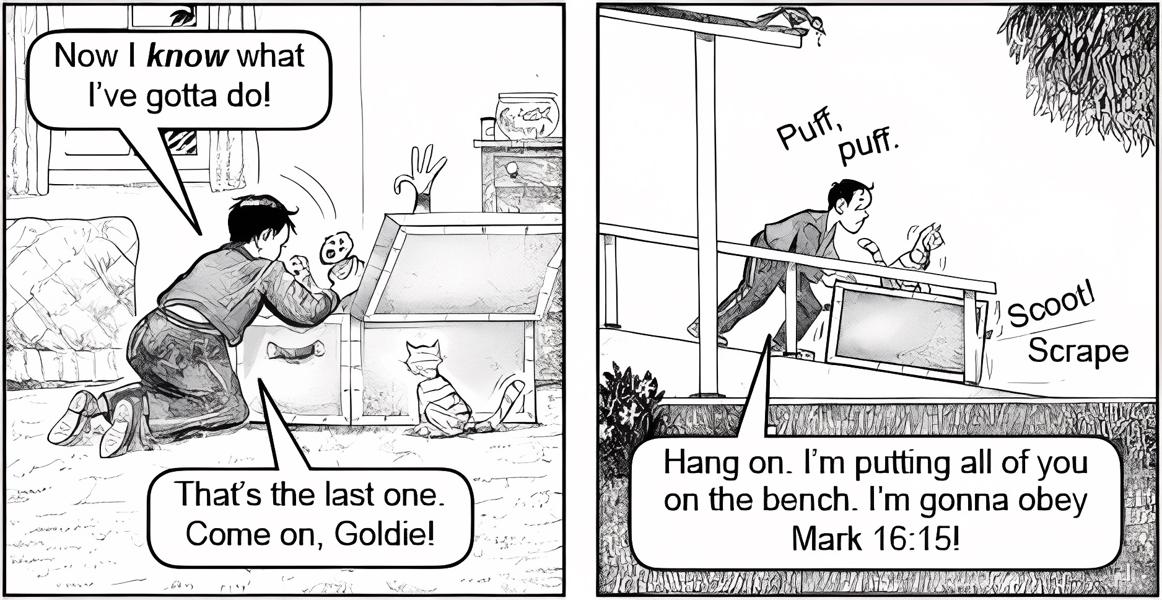 Now I know what
I've gotta do!
That's the last one.
Come on, Goldie!
Puff,
puff.
Scoot!
Scrape
Hang on. I'm putting all of you
on the bench. I'm gonna obey
Mark 16:15!